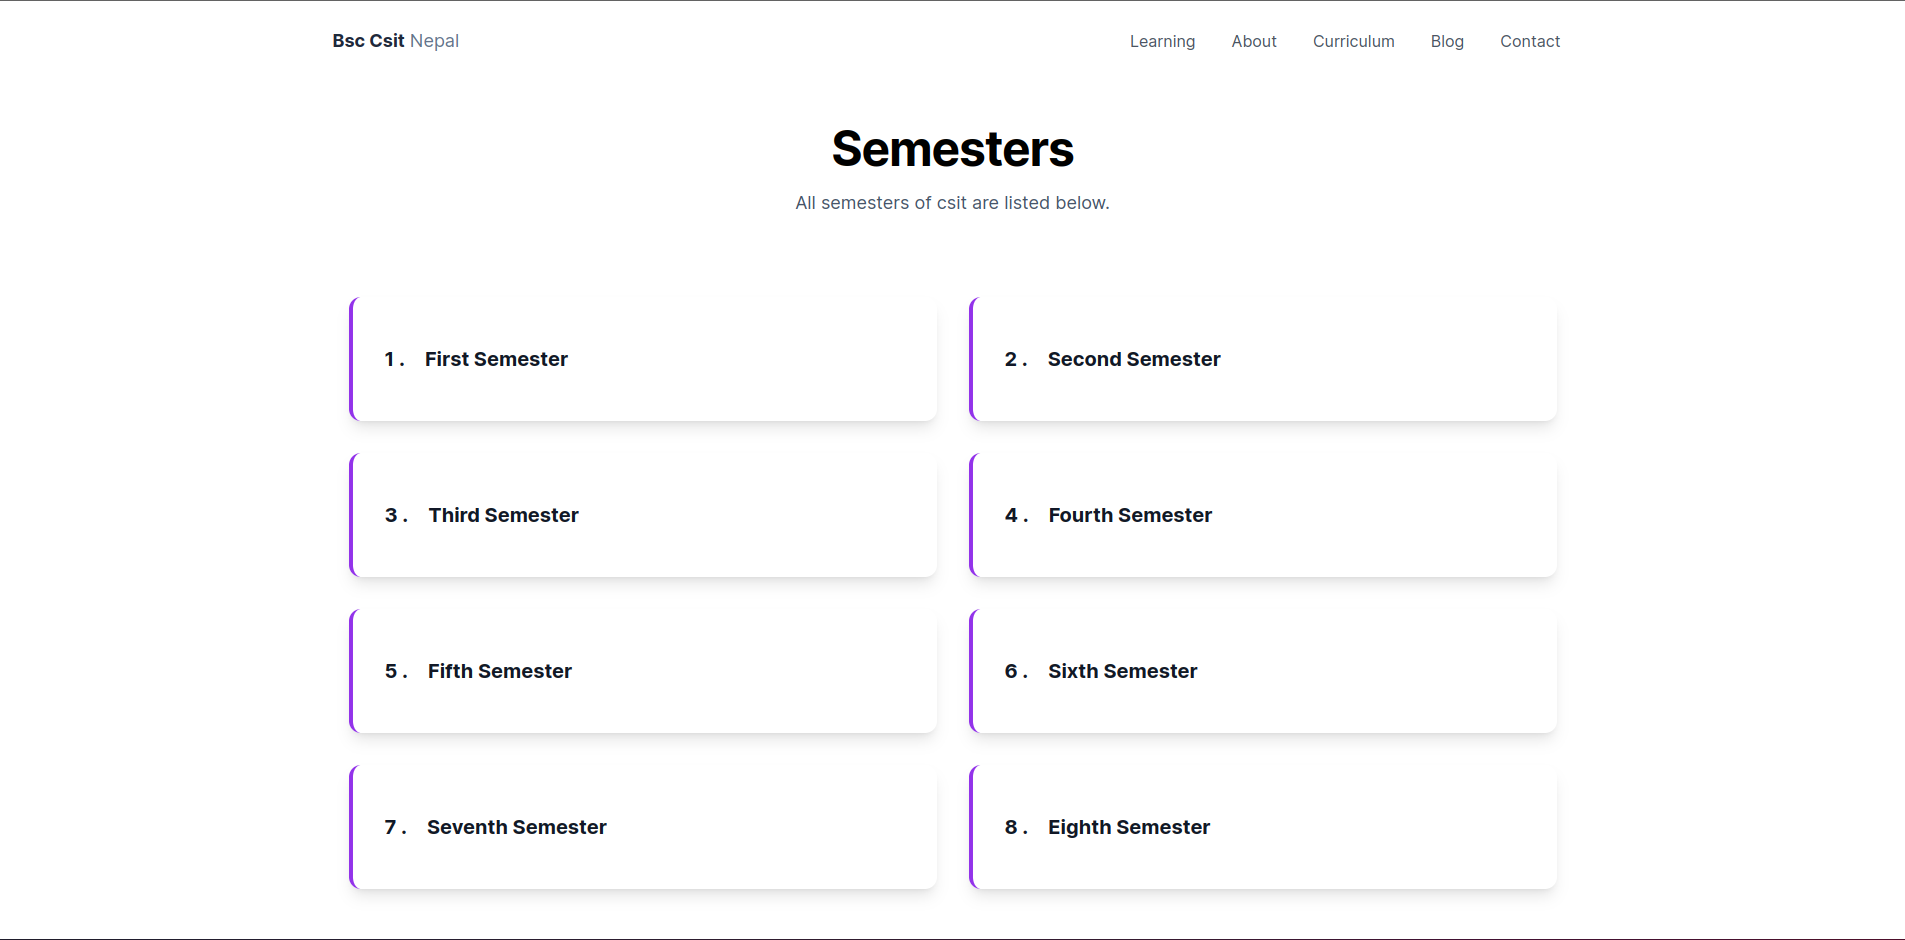 Bsc Csit Nepal
Learning About Curriculum Blog Contact
Semesters
All semesters of csit are listed below.
1 . First Semester
2 . Second Semester
3 . Third Semester
4 . Fourth Semester
5 . Fifth Semester
6 . Sixth Semester
7 . Seventh Semester
8 . Eighth Semester